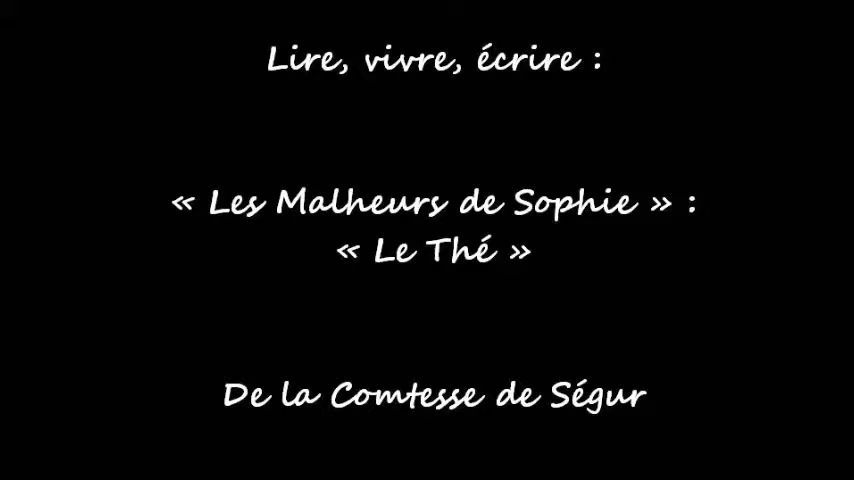 Lire, vivre, écrire :
« Les Malheurs de Sophie » :
« Le Thé »
De la Comtesse de Ségur